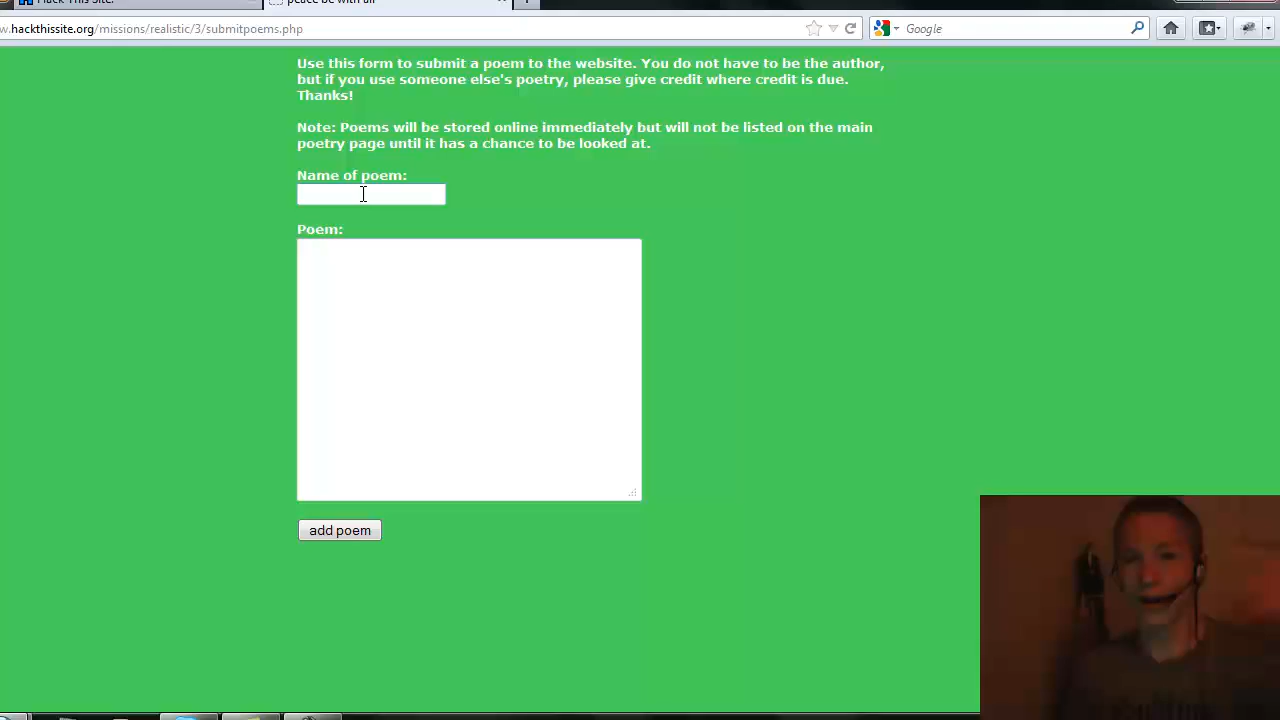 Hack This Site!
peace be with all
w.hackthissite.org/missions/realistic/3/submitpoems.php
Google
Use this form to submit a poem to the website. You do not have to be the author,
but if you use someone else's poetry, please give credit where credit is due.
Thanks!
Note: Poems will be stored online immediately but will not be listed on the main
poetry page until it has a chance to be looked at.
Name of poem:
Poem:
add poem